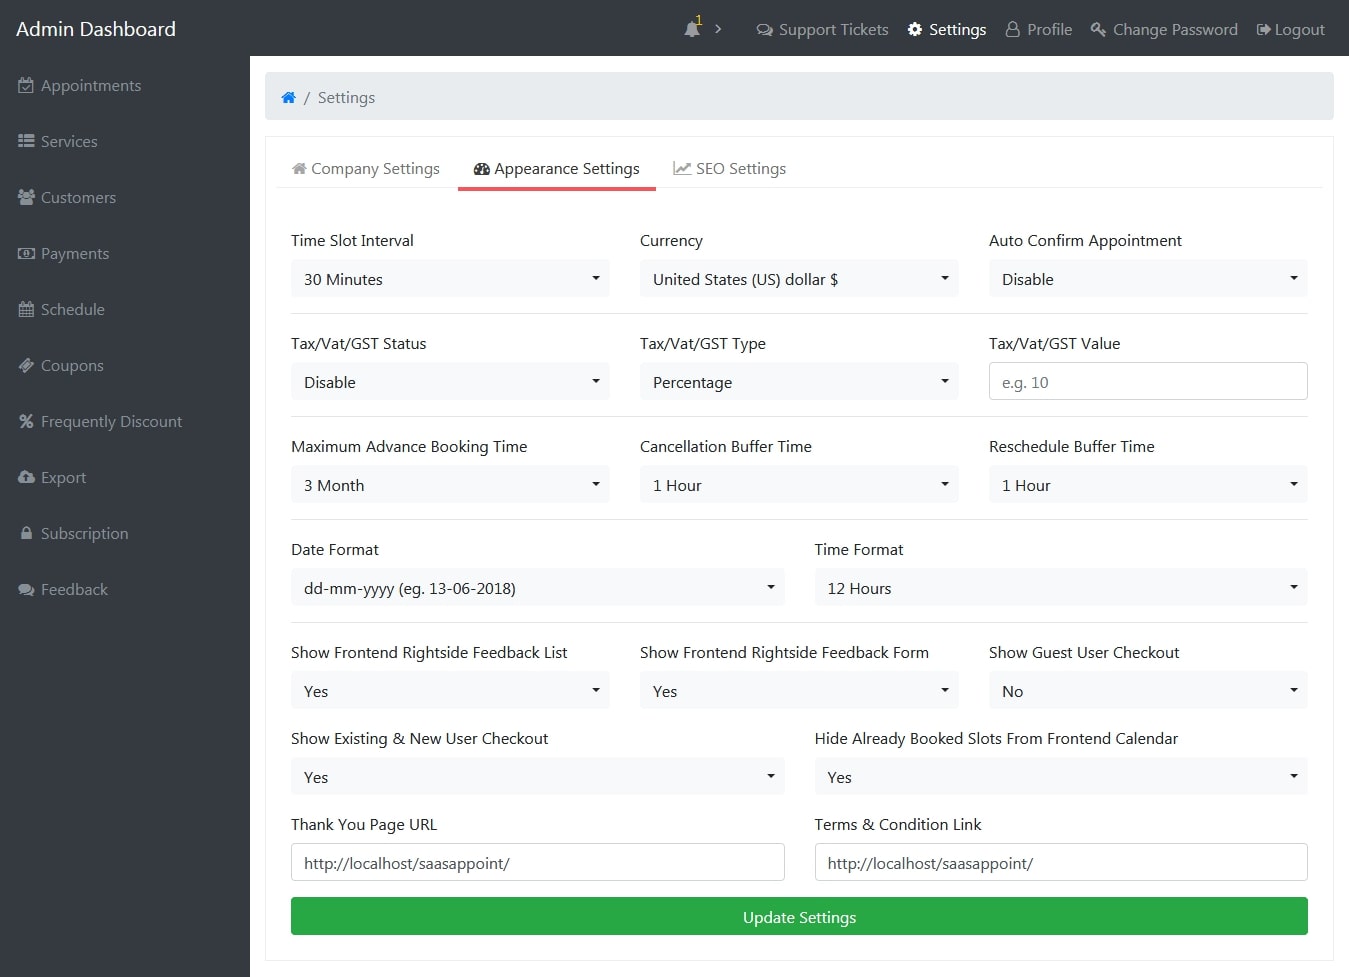 Admin Dashboard
1
Support Tickets
Settings
Profile
Change Password
Logout
Appointments
Services
Customers
Payments
Schedule
Coupons
Frequently Discount
Export
Subscription
Feedback
/ Settings
Company Settings
Appearance Settings
SEO Settings
Time Slot Interval
30 Minutes
Currency
United States (US) dollar $
Auto Confirm Appointment
Disable
Tax/Vat/GST Status
Disable
Tax/Vat/GST Type
Percentage
Tax/Vat/GST Value
e.g. 10
Maximum Advance Booking Time
3 Month
Cancellation Buffer Time
1 Hour
Reschedule Buffer Time
1 Hour
Date Format
dd-mm-yyyy (eg. 13-06-2018)
Time Format
12 Hours
Show Frontend Rightside Feedback List
Yes
Show Frontend Rightside Feedback Form
Yes
Show Guest User Checkout
No
Show Existing & New User Checkout
Yes
Hide Already Booked Slots From Frontend Calendar
Yes
Thank You Page URL
http://localhost/saasappoint/
Terms & Condition Link
http://localhost/saasappoint/
Update Settings